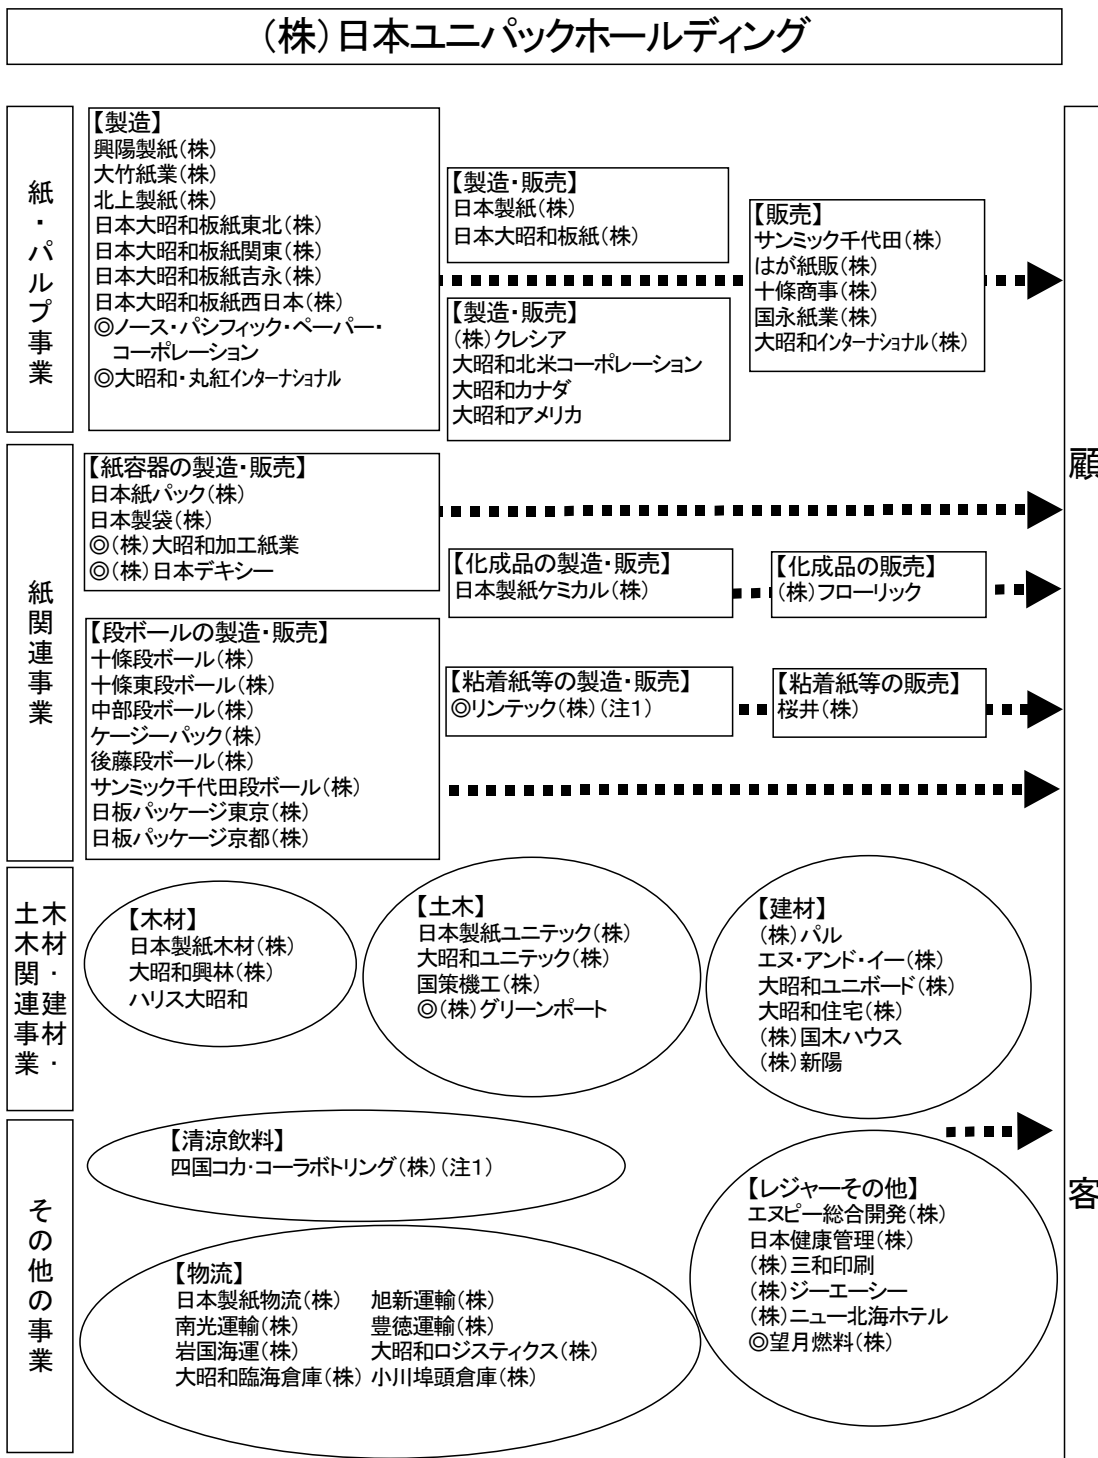 (株)日本ユニパックホールディング
紙・パルプ事業
【製造】
興陽製紙(株)
大竹紙業(株)
北上製紙(株)
日本大昭和板紙東北(株)
日本大昭和板紙関東(株)
日本大昭和板紙吉永(株)
日本大昭和板紙西日本(株)
◎ノース・パシフィック・ペーパー・
コーポレーション
◎大昭和・丸紅インターナショナル
【製造・販売】
日本製紙(株)
日本大昭和板紙(株)
【製造・販売】
(株)クレシア
大昭和北米コーポレーション
大昭和カナダ
大昭和アメリカ
【販売】
サンミック千代田(株)
はが紙販(株)
十條商事(株)
国永紙業(株)
大昭和インターナショナル(株)
紙関連事業
【紙容器の製造・販売】
日本紙パック(株)
日本製袋(株)
◎(株)大昭和加工紙業
◎(株)日本デキシー
【化成品の製造・販売】
日本製紙ケミカル(株)
【化成品の販売】
(株)フローリック
【段ボールの製造・販売】
十條段ボール(株)
十條東段ボール(株)
中部段ボール(株)
ケージーパック(株)
後藤段ボール(株)
サンミック千代田段ボール(株)
日板パッケージ東京(株)
日板パッケージ京都(株)
【粘着紙等の製造・販売】
◎リンテック(株)(注1)
【粘着紙等の販売】
桜井(株)
木材・建材・
土木関連事業
【木材】
日本製紙木材(株)
大昭和興林(株)
ハリス大昭和
【土木】
日本製紙ユニテック(株)
大昭和ユニテック(株)
国策機工(株)
◎(株)グリーンポート
【建材】
(株)パル
エヌ・アンド・イー(株)
大昭和ユニボード(株)
大昭和住宅(株)
(株)国木ハウス
(株)新陽
その他の事業
【清涼飲料】
四国コカ・コーラボトリング(株)(注1)
【物流】
日本製紙物流(株) 旭新運輸(株)
南光運輸(株) 豊徳運輸(株)
岩国海運(株) 大昭和ロジスティクス(株)
大昭和臨海倉庫(株) 小川埠頭倉庫(株)
【レジャーその他】
エヌピー総合開発(株)
日本健康管理(株)
(株)三和印刷
(株)ジーエーシー
(株)ニュー北海ホテル
◎望月燃料(株)
顧客